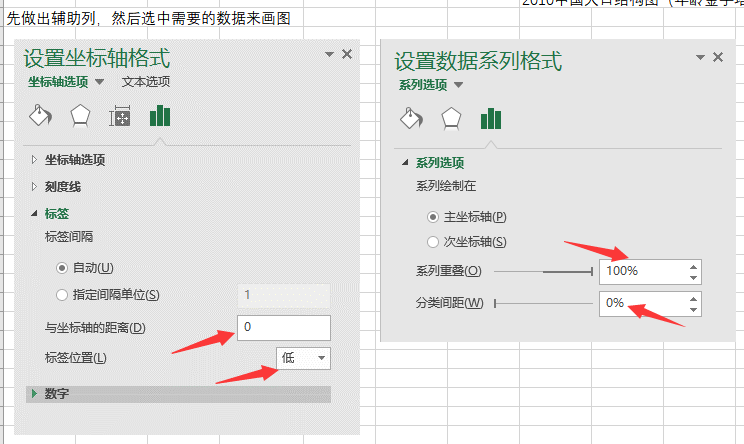 2010中国人口结构图（年龄金字塔
先做出辅助列，然后选中需要的数据来画图
设置坐标轴格式
坐标轴选项 文本选项
坐标轴选项
刻度线
标签
标签间隔
自动(U)
指定间隔单位(S) 1
与坐标轴的距离(D) 0
标签位置(L) 低
数字
设置数据系列格式
系列选项
系列选项
系列绘制在
主坐标轴(P)
次坐标轴(S)
系列重叠(O) 100%
分类间距(W) 0%